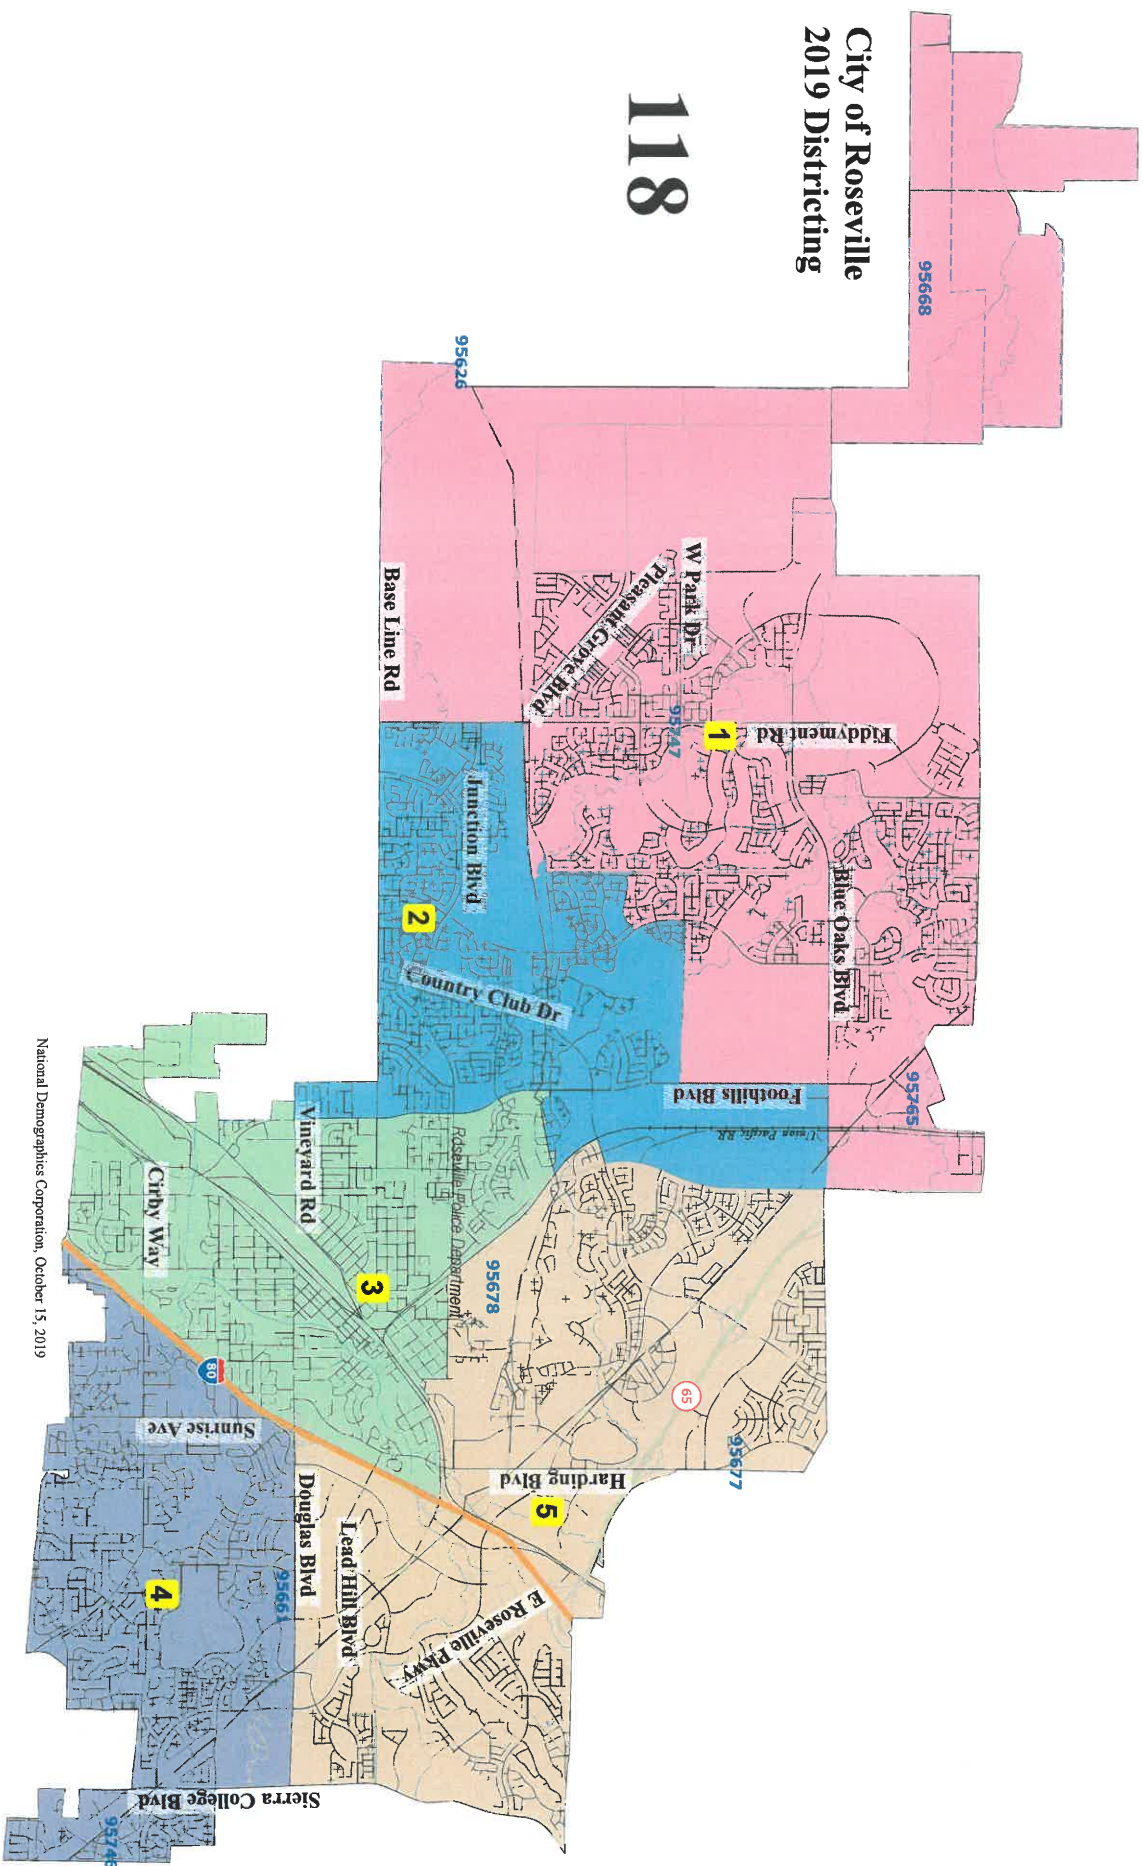 City of Roseville
2019 Districting
118
95668
95626
W Park Dr
Pleasant Grove Blvd
Base Line Rd
95747
1
Fiddyment Rd
Junction Blvd
2
Blue Oaks Blvd
Country Club Dr
95765
Foothills Blvd
Union Pacific RR
Vineyard Rd
Roseville Police Department
Cirby Way
3
95678
80
65
Sunrise Ave
95677
Harding Blvd
5
Douglas Blvd
Lead Hill Blvd
95661
4
E Roseville Pkwy
Sierra College Blvd
95746
National Demographics Corporation, October 15, 2019